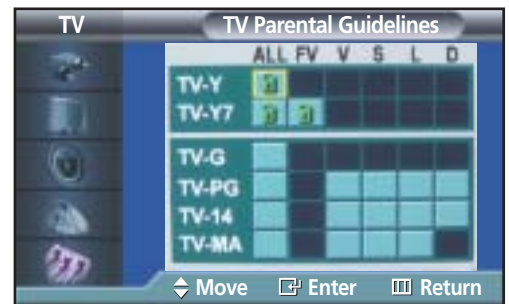 TV TV Parental Guidelines
ALL FV V S L D
TV-Y
TV-Y7
TV-G
TV-PG
TV-14
TV-MA
Move Enter Return